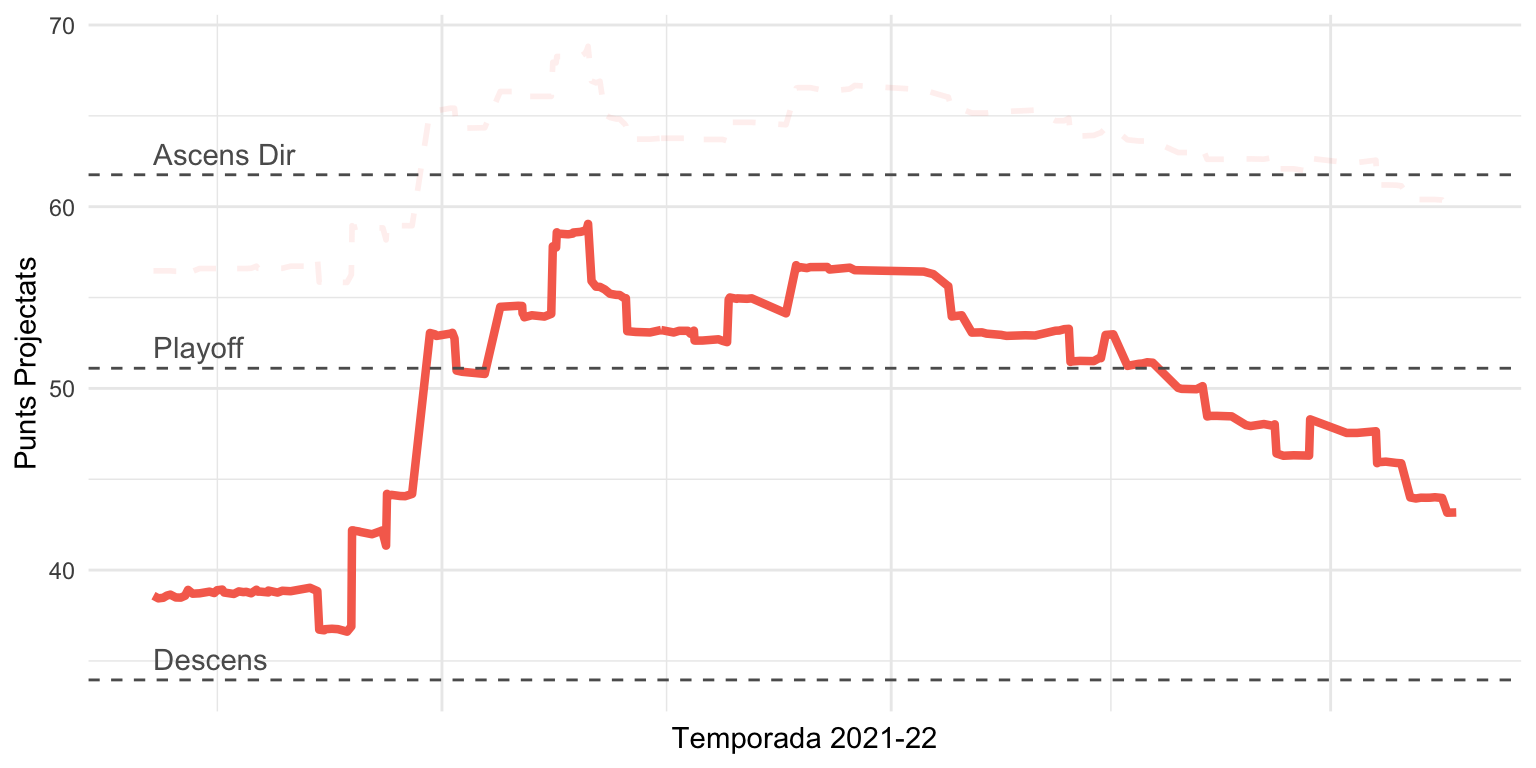 70
60
50
40
Punts Projectats
Ascens Dir
Playoff
Descens
Temporada 2021-22